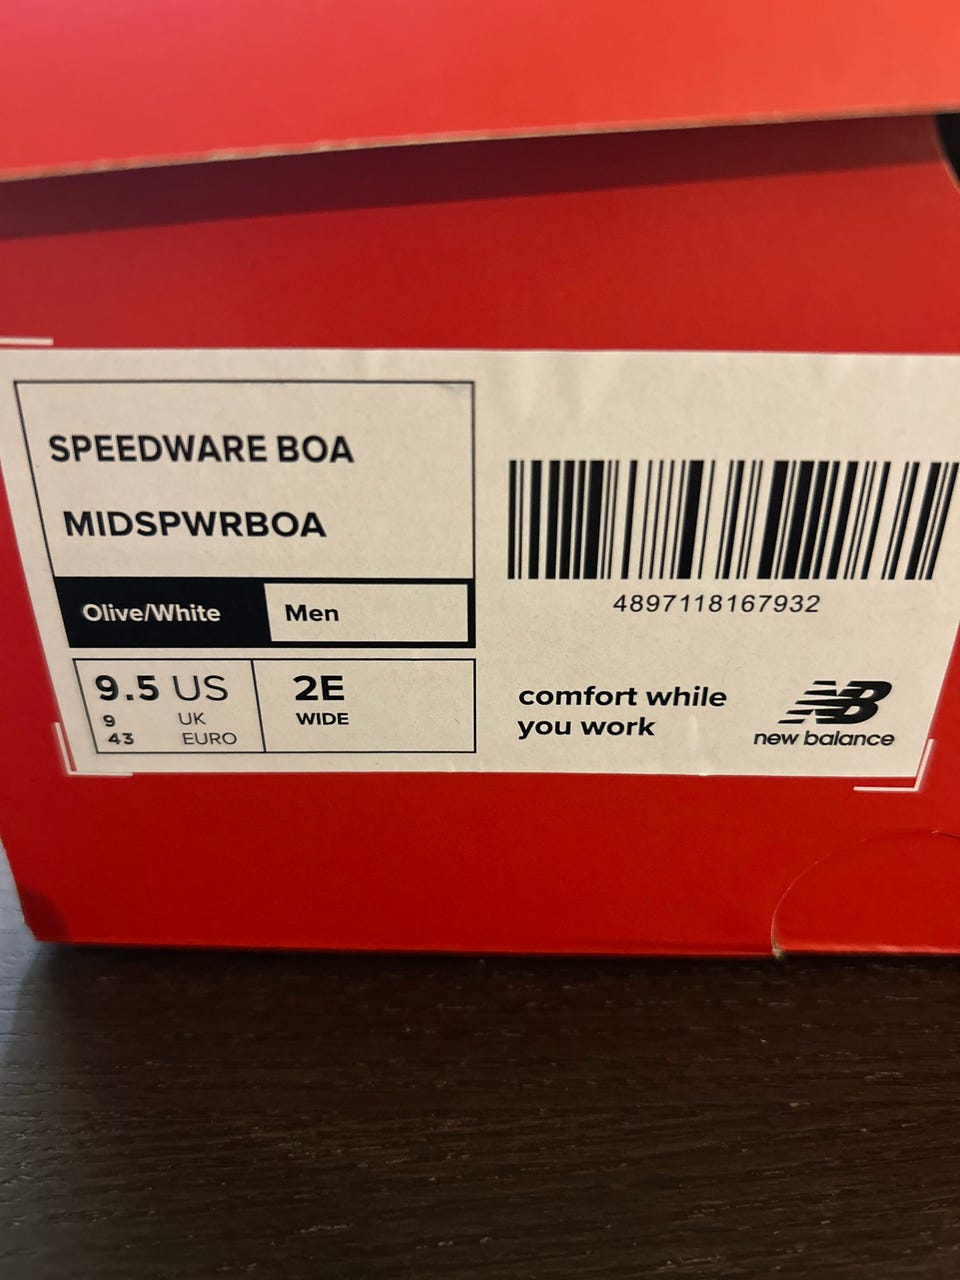 SPEEDWARE BOA
MIDSPWRBOA
Olive/White Men
9.5 US 2E
9 UK WIDE
43 EURO
4897118167932
comfort while
you work
NB
new balance